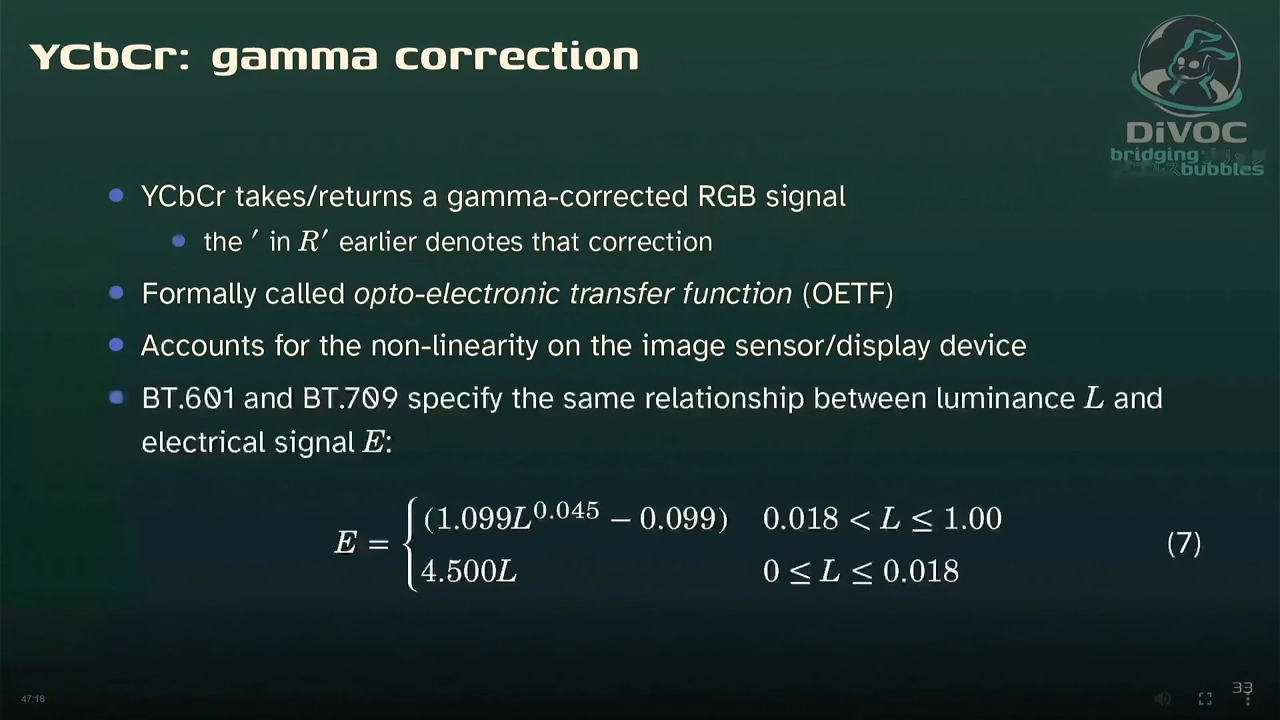 YCbCr: gamma correction
DiVOC
bridging
bubbles
YCbCr takes/returns a gamma-corrected RGB signal
the ′ in R′ earlier denotes that correction
Formally called opto-electronic transfer function (OETF)
Accounts for the non-linearity on the image sensor/display device
BT.601 and BT.709 specify the same relationship between luminance L and
electrical signal E:
E = { (1.099L^0.045 − 0.099) 0.018 < L ≤ 1.00
4.500L 0 ≤ L ≤ 0.018
(7)
47:18
33